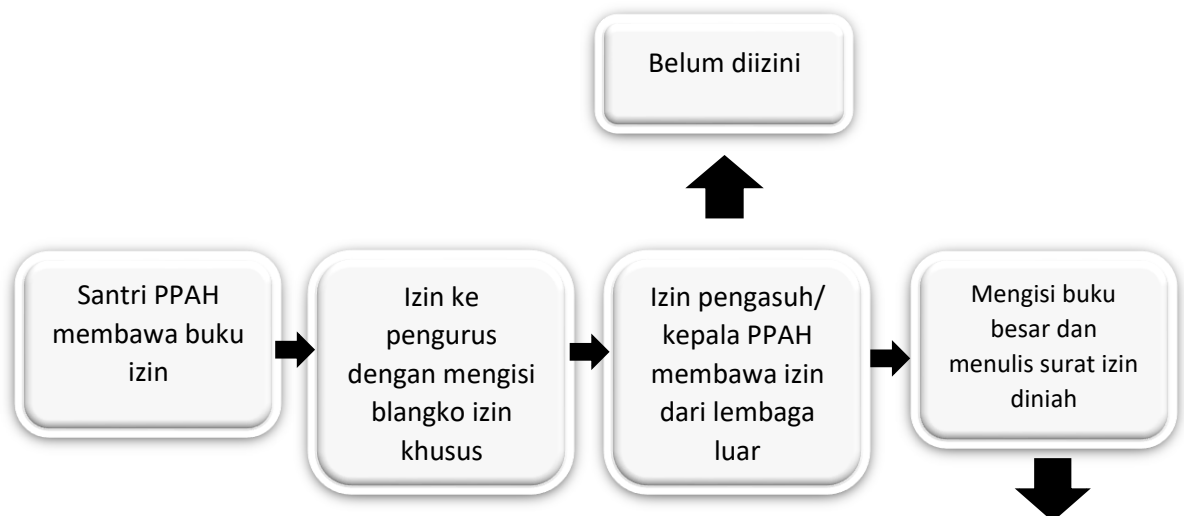 Belum diizini
Santri PPAH
membawa buku
izin
Izin ke
pengurus
dengan mengisi
blangko izin
khusus
Izin pengasuh/
kepala PPAH
membawa izin
dari lembaga
luar
Mengisi buku
besar dan
menulis surat izin
diniah